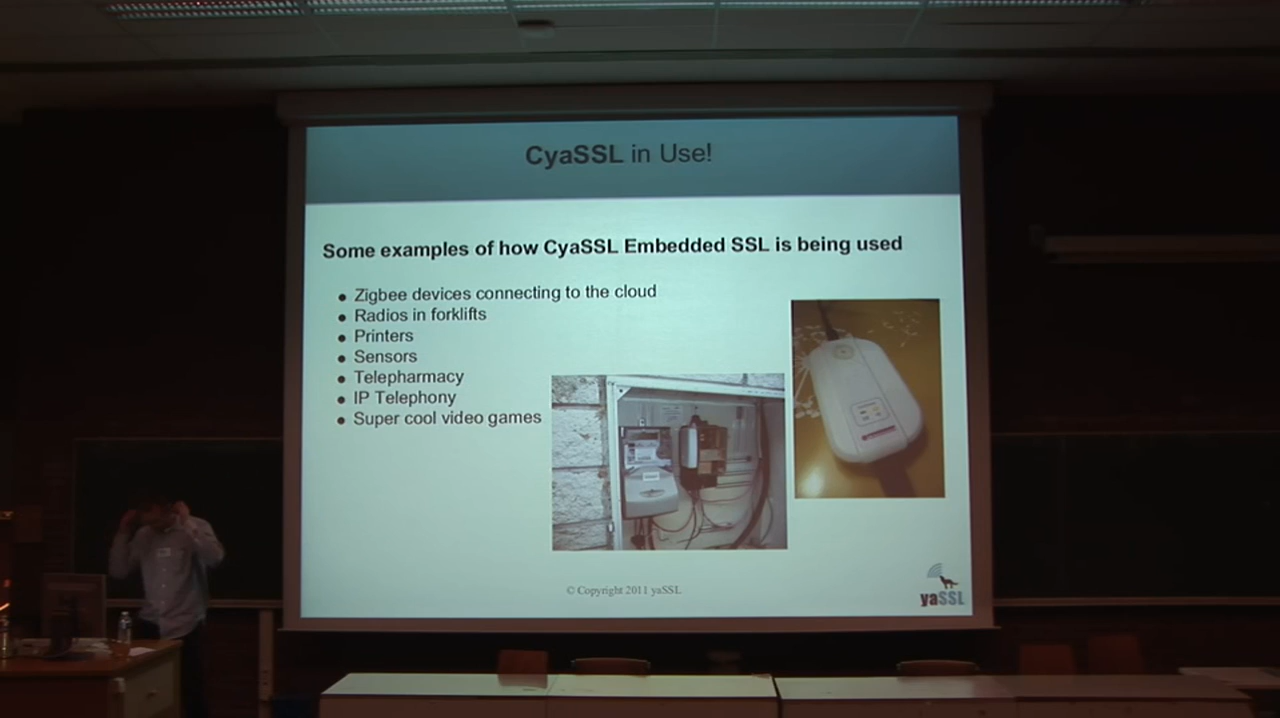 CyaSSL in Use!
Some examples of how CyaSSL Embedded SSL is being used
● Zigbee devices connecting to the cloud
● Radios in forklifts
● Printers
● Sensors
● Telepharmacy
● IP Telephony
● Super cool video games
© Copyright 2011 yaSSL
yaSSL